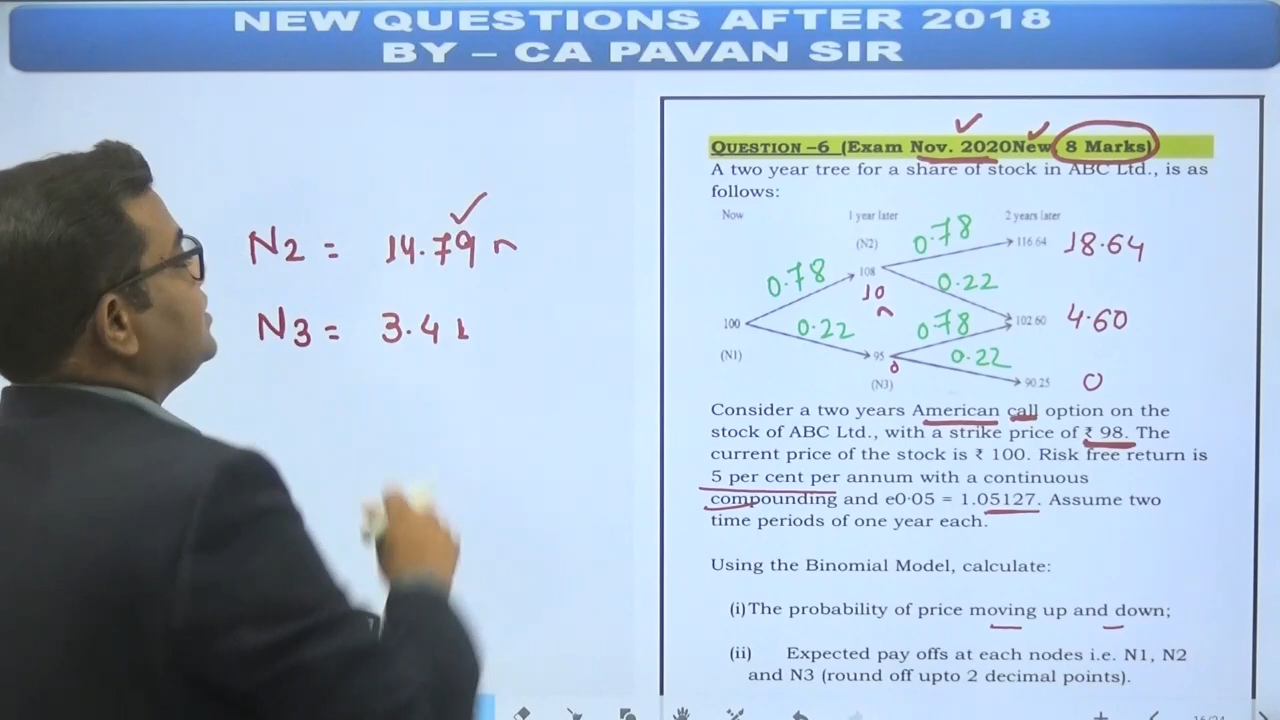 NEW QUESTIONS AFTER 2018
BY – CA PAVAN SIR
N2 = 14.79
N3 = 3.41
QUESTION –6 (Exam Nov. 2020New 8 Marks)
A two year tree for a share of stock in ABC Ltd., is as
follows:
Now 1 year later 2 years later
(N2) 0.78 116.64 18.64
0.78 108 0.22
10
100 0.22 0.78 102.60 4.60
(N1) 95 0.22
0
(N3) 90.25 0
Consider a two years American call option on the
stock of ABC Ltd., with a strike price of ₹ 98. The
current price of the stock is ₹ 100. Risk free return is
5 per cent per annum with a continuous
compounding and e0·05 = 1.05127. Assume two
time periods of one year each.
Using the Binomial Model, calculate:
(i)The probability of price moving up and down;
(ii) Expected pay offs at each nodes i.e. N1, N2
and N3 (round off upto 2 decimal points).